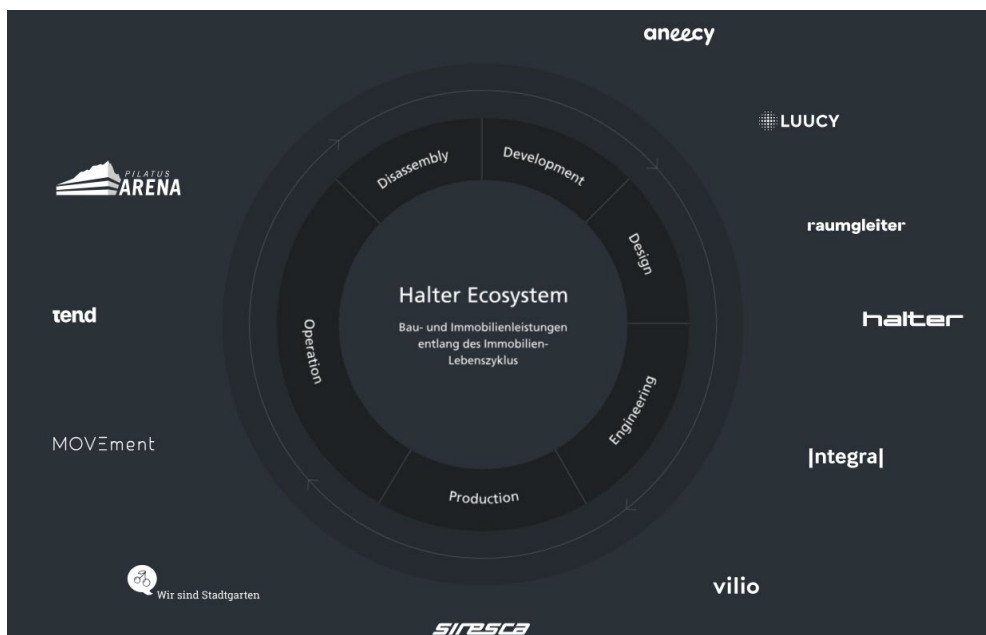 aneecy
LUUCY
PILATUS
ARENA
Disassembly
Development
raumgleiter
Design
Halter Ecosystem
tend
halter
Bau- und Immobilienleistungen
entlang des Immobilien-
Lebenszyklus
Operation
Engineering
MOVEment
Integral
Production
Wir sind Stadtgarten
vilio
siresca